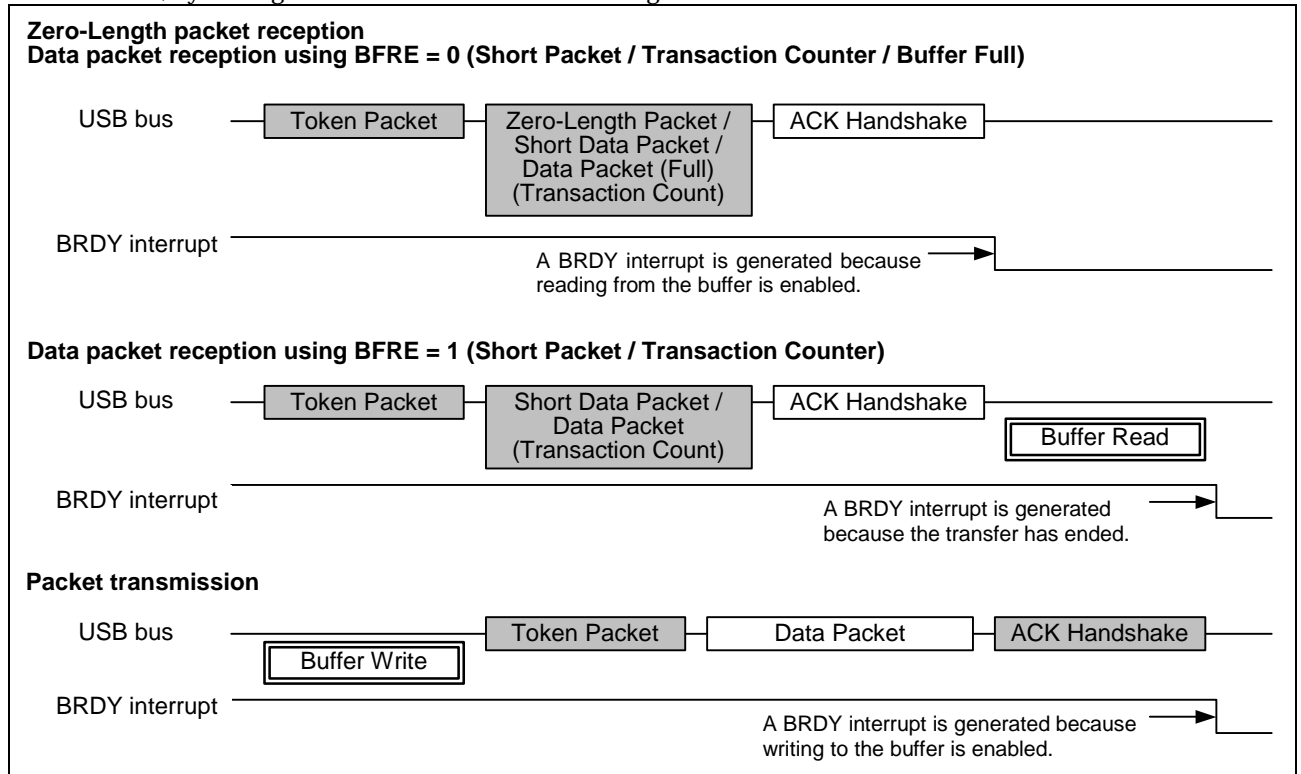 Zero-Length packet reception
Data packet reception using BFRE = 0 (Short Packet / Transaction Counter / Buffer Full)
USB bus
Token Packet
Zero-Length Packet /
Short Data Packet /
Data Packet (Full)
(Transaction Count)
ACK Handshake
BRDY interrupt
A BRDY interrupt is generated because
reading from the buffer is enabled.
Data packet reception using BFRE = 1 (Short Packet / Transaction Counter)
USB bus
Token Packet
Short Data Packet /
Data Packet
(Transaction Count)
ACK Handshake
Buffer Read
BRDY interrupt
A BRDY interrupt is generated
because the transfer has ended.
Packet transmission
USB bus
Buffer Write
Token Packet
Data Packet
ACK Handshake
BRDY interrupt
A BRDY interrupt is generated because
writing to the buffer is enabled.